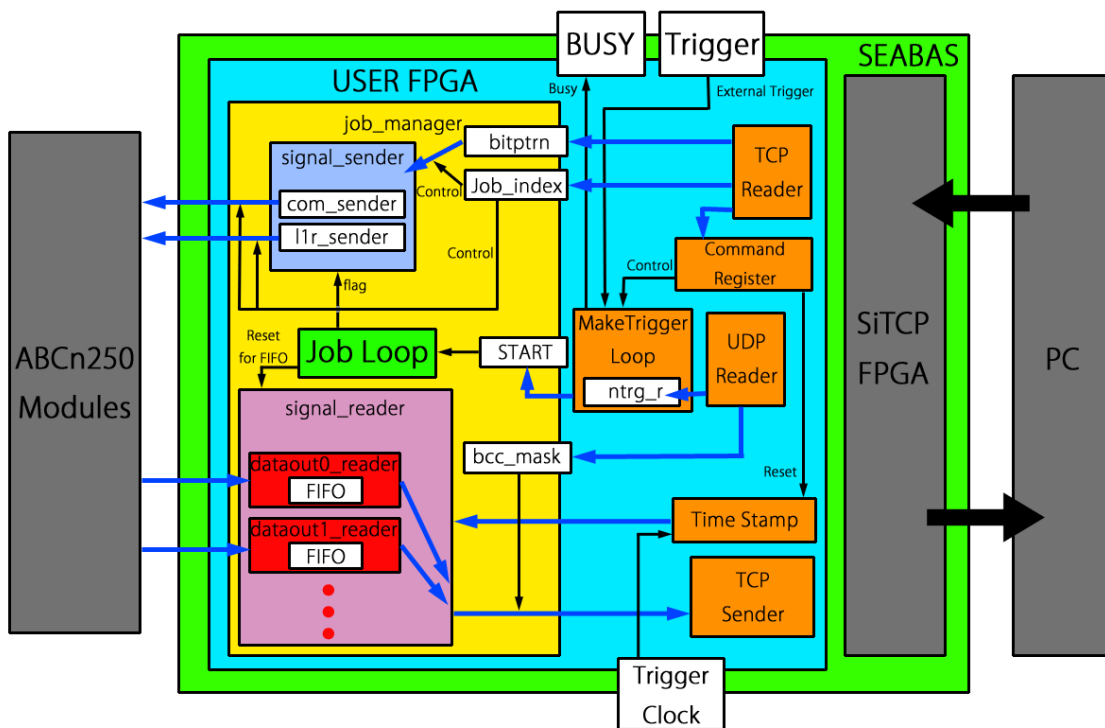 BUSY
Trigger
SEABAS
USER FPGA
Busy
External Trigger
job_manager
bitptrn
TCP
Reader
signal_sender
Control
Job_index
com_sender
l1r_sender
Control
Command
Register
Control
flag
MakeTrigger
Loop
UDP
Reader
SiTCP
FPGA
PC
ABCn250
Modules
Reset
for FIFO
Job Loop
START
ntrg_r
signal_reader
bcc_mask
dataout0_reader
FIFO
Reset
Time Stamp
dataout1_reader
FIFO
TCP
Sender
Trigger
Clock